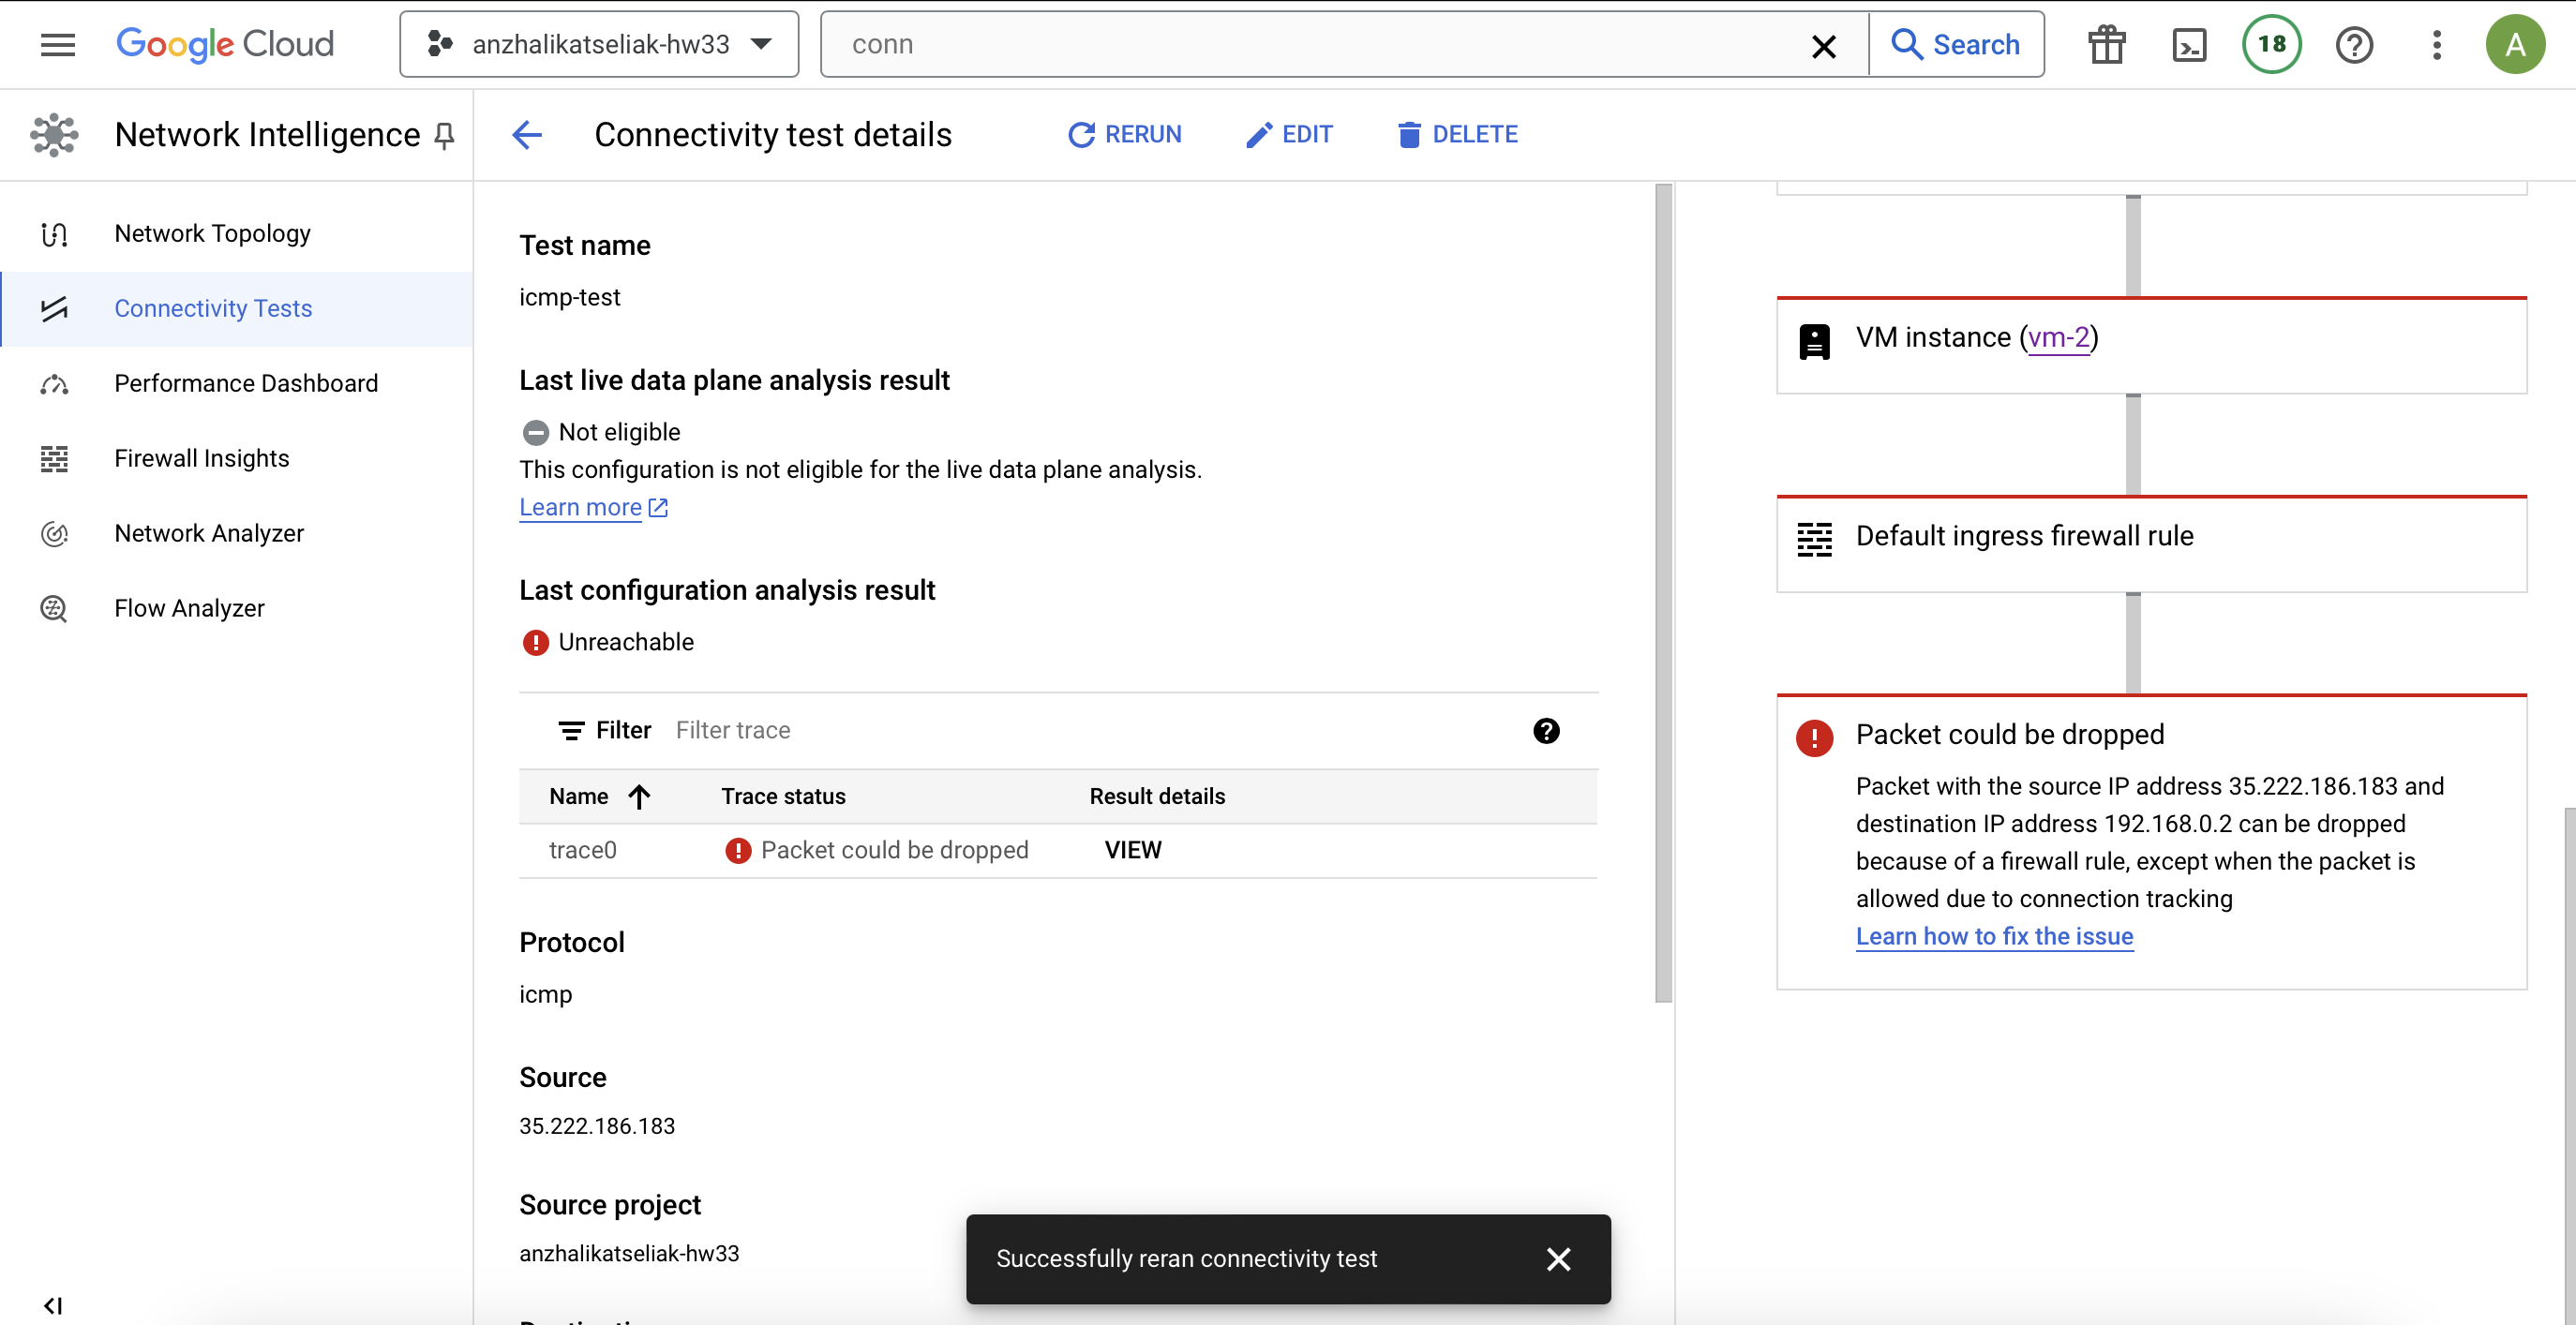 Google Cloud
anzhalikatseliak-hw33
conn
Search
18
A
Network Intelligence
Connectivity test details
RERUN
EDIT
DELETE
Network Topology
Connectivity Tests
Performance Dashboard
Firewall Insights
Network Analyzer
Flow Analyzer
Test name
icmp-test
Last live data plane analysis result
Not eligible
This configuration is not eligible for the live data plane analysis.
Learn more
Last configuration analysis result
Unreachable
Filter Filter trace
Name Trace status Result details
trace0 Packet could be dropped VIEW
Protocol
icmp
Source
35.222.186.183
Source project
anzhalikatseliak-hw33
Successfully reran connectivity test
VM instance (vm-2)
Default ingress firewall rule
Packet could be dropped
Packet with the source IP address 35.222.186.183 and
destination IP address 192.168.0.2 can be dropped
because of a firewall rule, except when the packet is
allowed due to connection tracking
Learn how to fix the issue